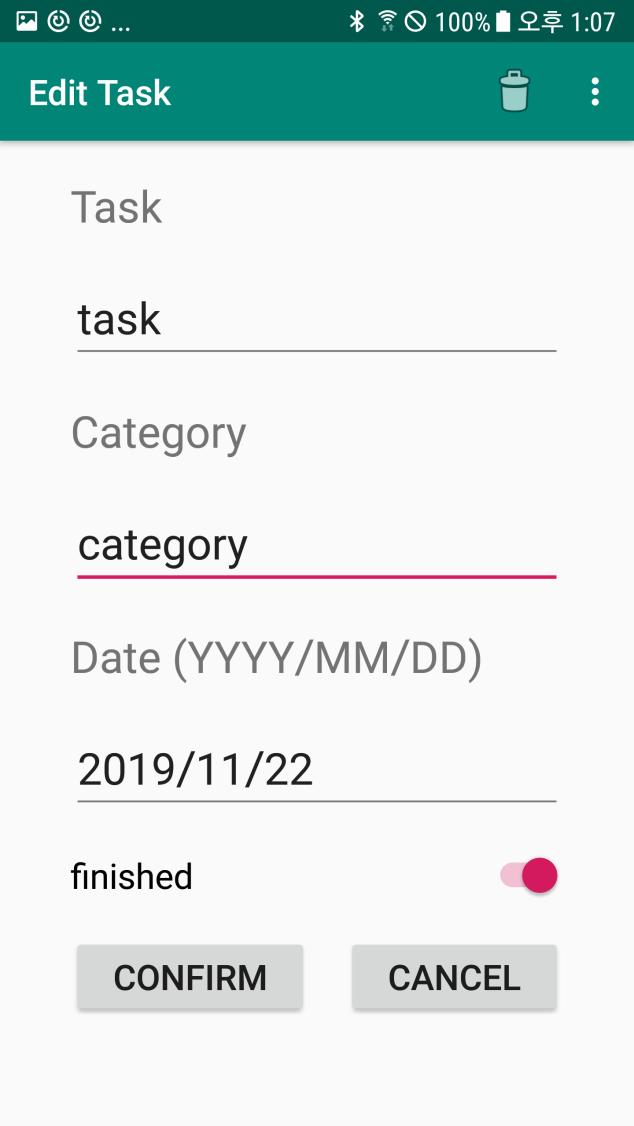 ... 100% 오후 1:07
Edit Task
Task
task
Category
category
Date (YYYY/MM/DD)
2019/11/22
finished
CONFIRM CANCEL